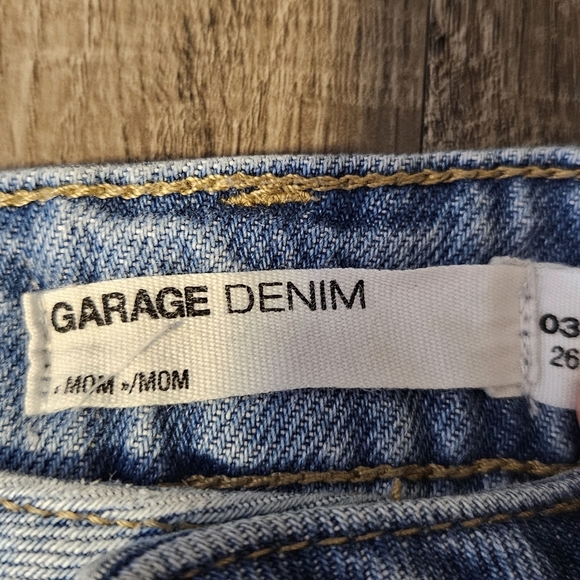 GARAGE DENIM
« MOM »/MOM
03
26